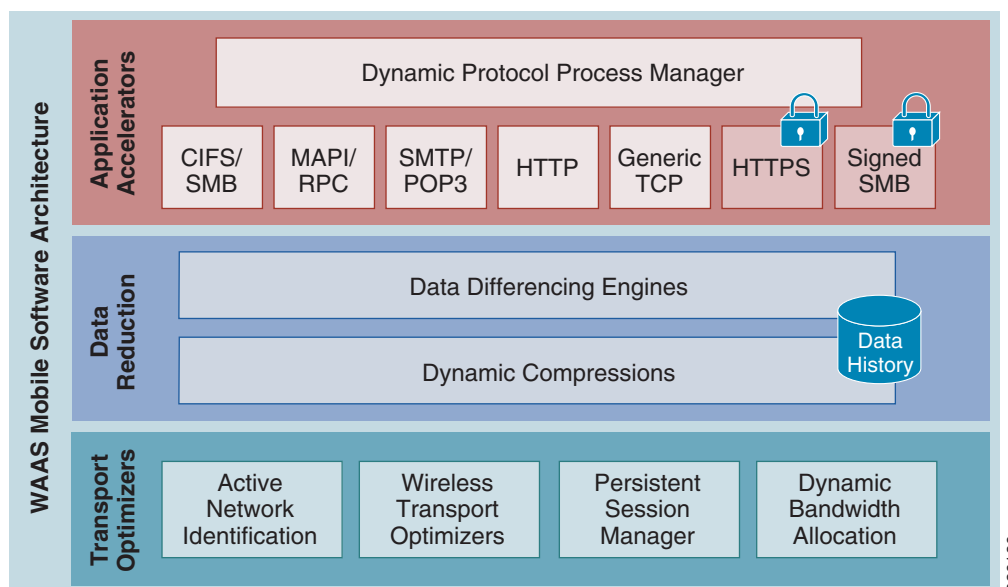 WAAS Mobile Software Architecture
Application
Accelerators
Dynamic Protocol Process Manager
CIFS/
SMB
MAPI/
RPC
SMTP/
POP3
HTTP
Generic
TCP
HTTPS
Signed
SMB
Data
Reduction
Data Differencing Engines
Dynamic Compressions
Data
History
Transport
Optimizers
Active
Network
Identification
Wireless
Transport
Optimizers
Persistent
Session
Manager
Dynamic
Bandwidth
Allocation